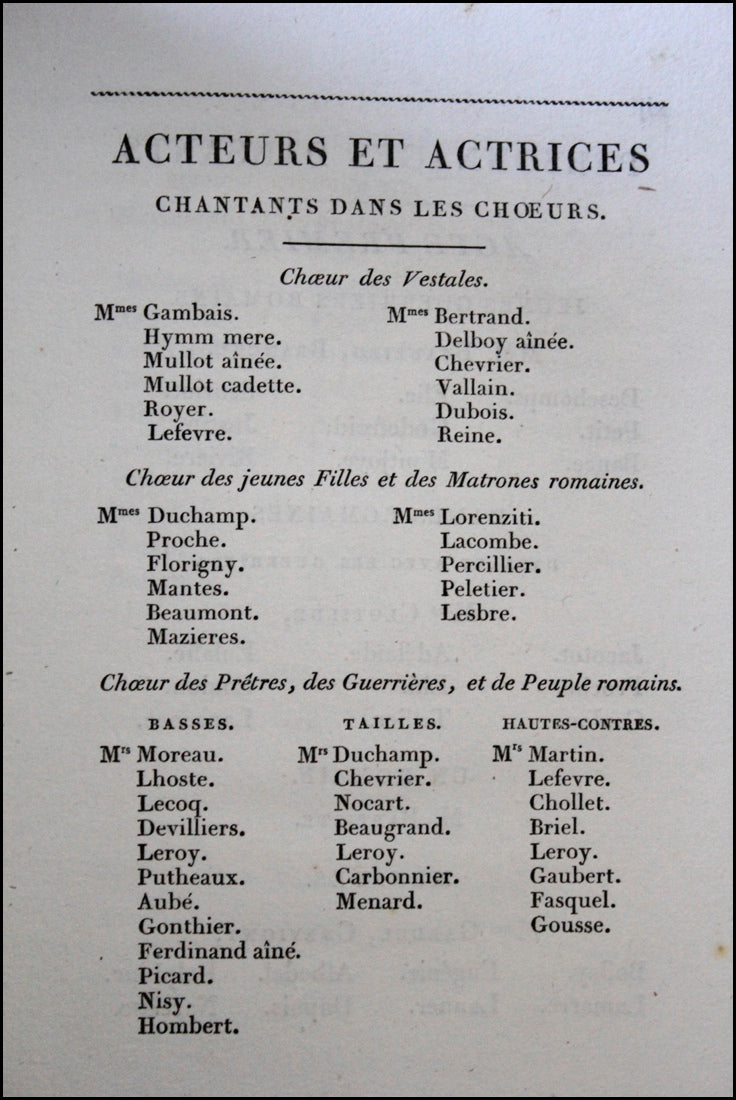 ACTEURS ET ACTRICES
CHANTANTS DANS LES CHŒURS.
Chœur des Vestales.
Mmes Gambais.
Hymm mere.
Mullot aînée.
Mullot cadette.
Royer.
Lefevre.
Mmes Bertrand.
Delboy aînée.
Chevrier.
Vallain.
Dubois.
Reine.
Chœur des jeunes Filles et des Matrones romaines.
Mmes Duchamp.
Proche.
Florigny.
Mantes.
Beaumont.
Mazieres.
Mmes Lorenziti.
Lacombe.
Percillier.
Peletier.
Lesbre.
Chœur des Prêtres, des Guerrières, et de Peuple romains.
BASSES.
Mrs Moreau.
Lhoste.
Lecoq.
Devilliers.
Leroy.
Putheaux.
Aubé.
Gonthier.
Ferdinand aîné.
Picard.
Nisy.
Hombert.
TAILLES.
Mrs Duchamp.
Chevrier.
Nocart.
Beaugrand.
Leroy.
Carbonnier.
Menard.
HAUTES-CONTRES.
Mrs Martin.
Lefevre.
Chollet.
Briel.
Leroy.
Gaubert.
Fasquel.
Gousse.